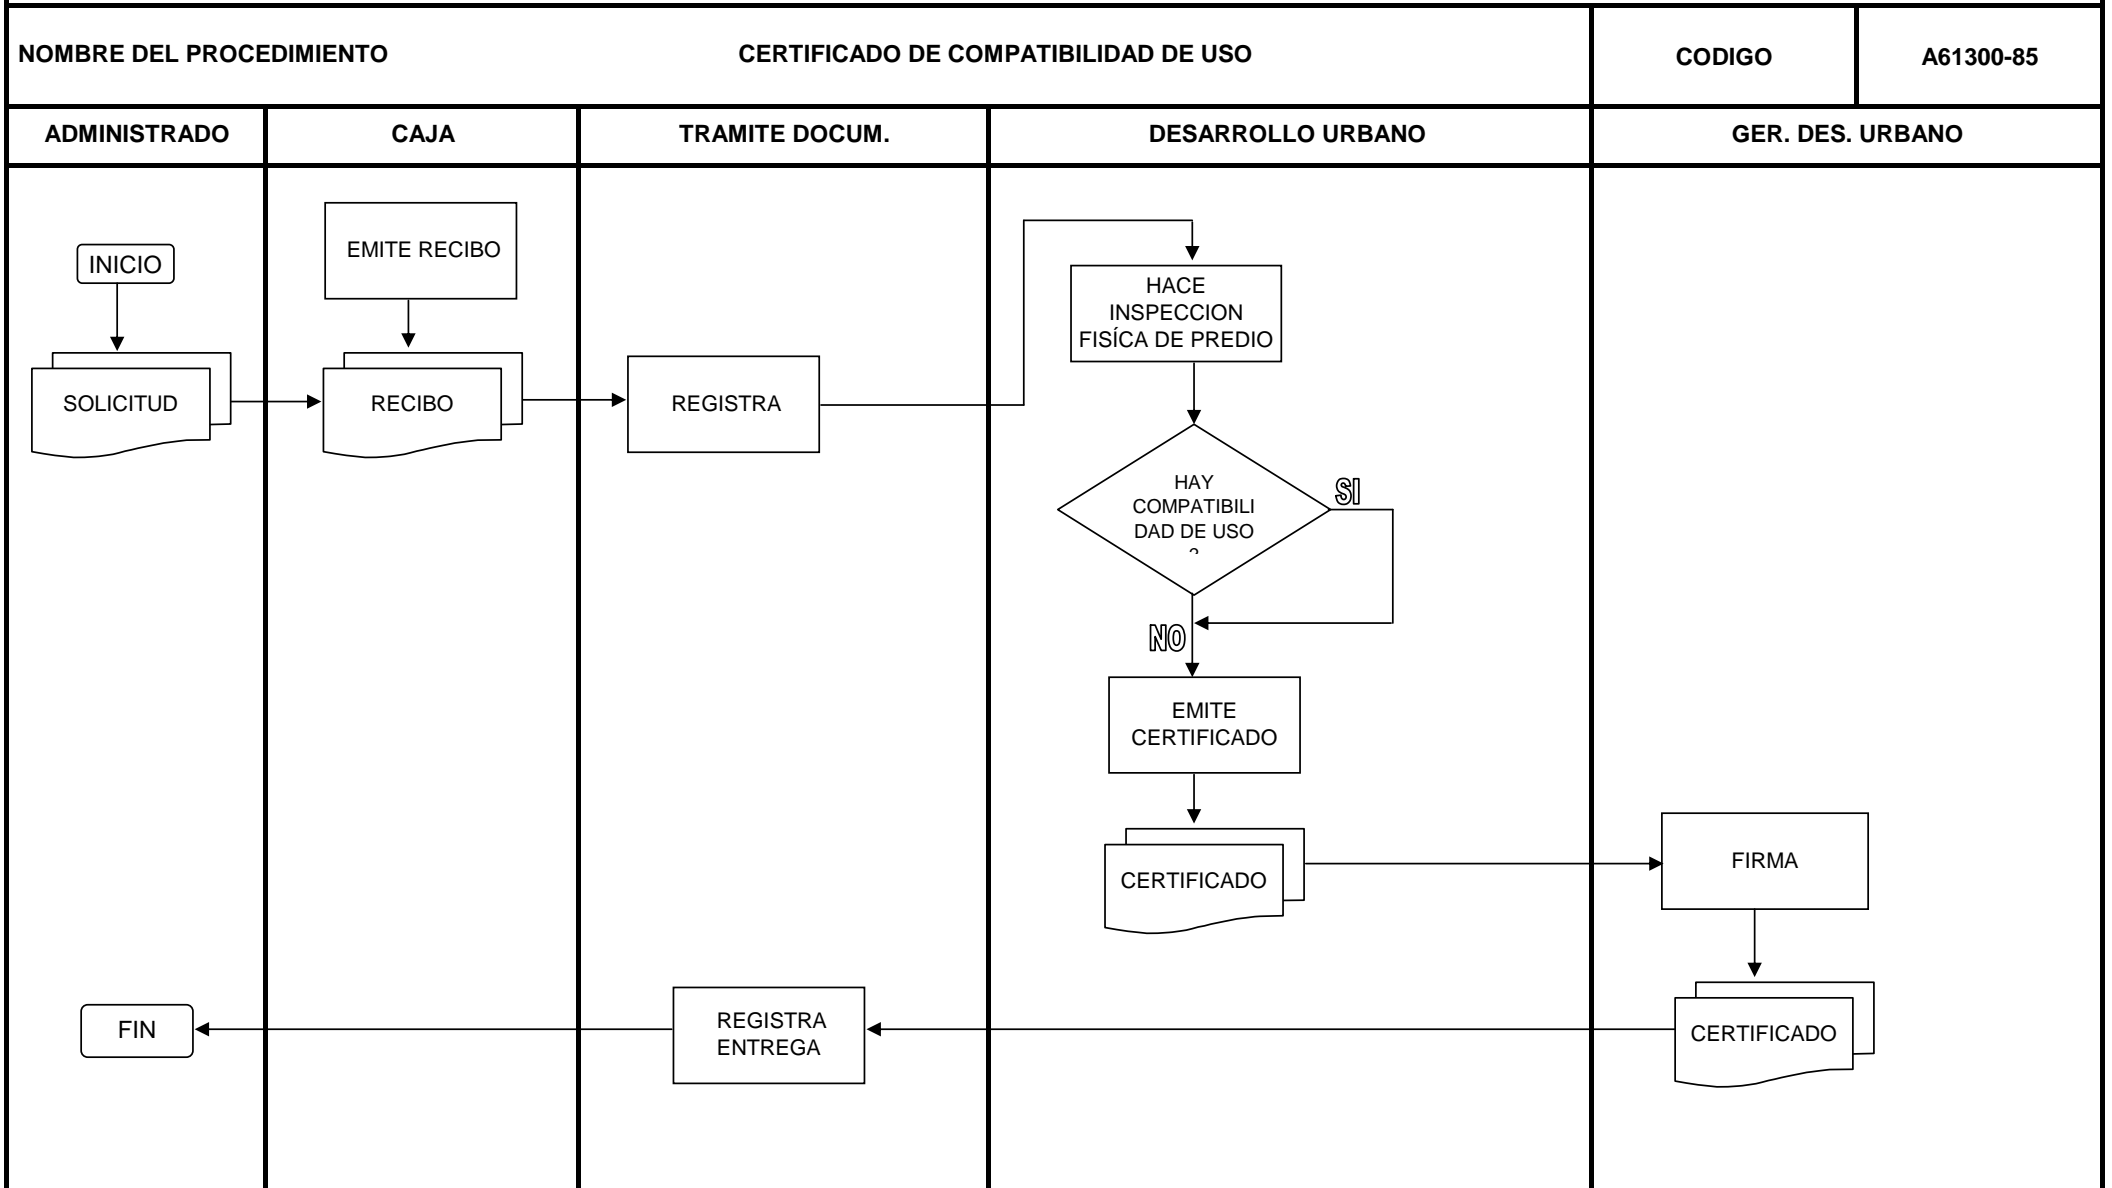 NOMBRE DEL PROCEDIMIENTO
CERTIFICADO DE COMPATIBILIDAD DE USO
CODIGO
A61300-85
ADMINISTRADO
CAJA
TRAMITE DOCUM.
DESARROLLO URBANO
GER. DES. URBANO
INICIO
SOLICITUD
EMITE RECIBO
RECIBO
REGISTRA
HACE
INSPECCION
FISÍCA DE PREDIO
HAY
COMPATIBILI
DAD DE USO
?
SI
NO
EMITE
CERTIFICADO
CERTIFICADO
FIRMA
CERTIFICADO
REGISTRA
ENTREGA
FIN